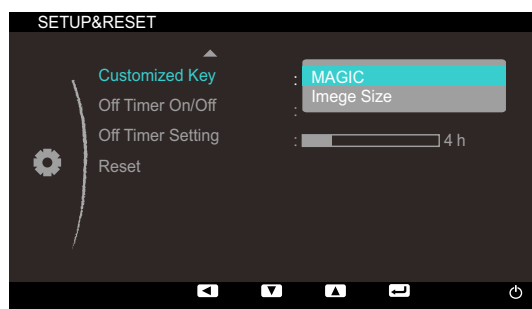 SETUP&RESET
Customized Key : MAGIC
Imege Size
Off Timer On/Off :
Off Timer Setting : 4 h
Reset